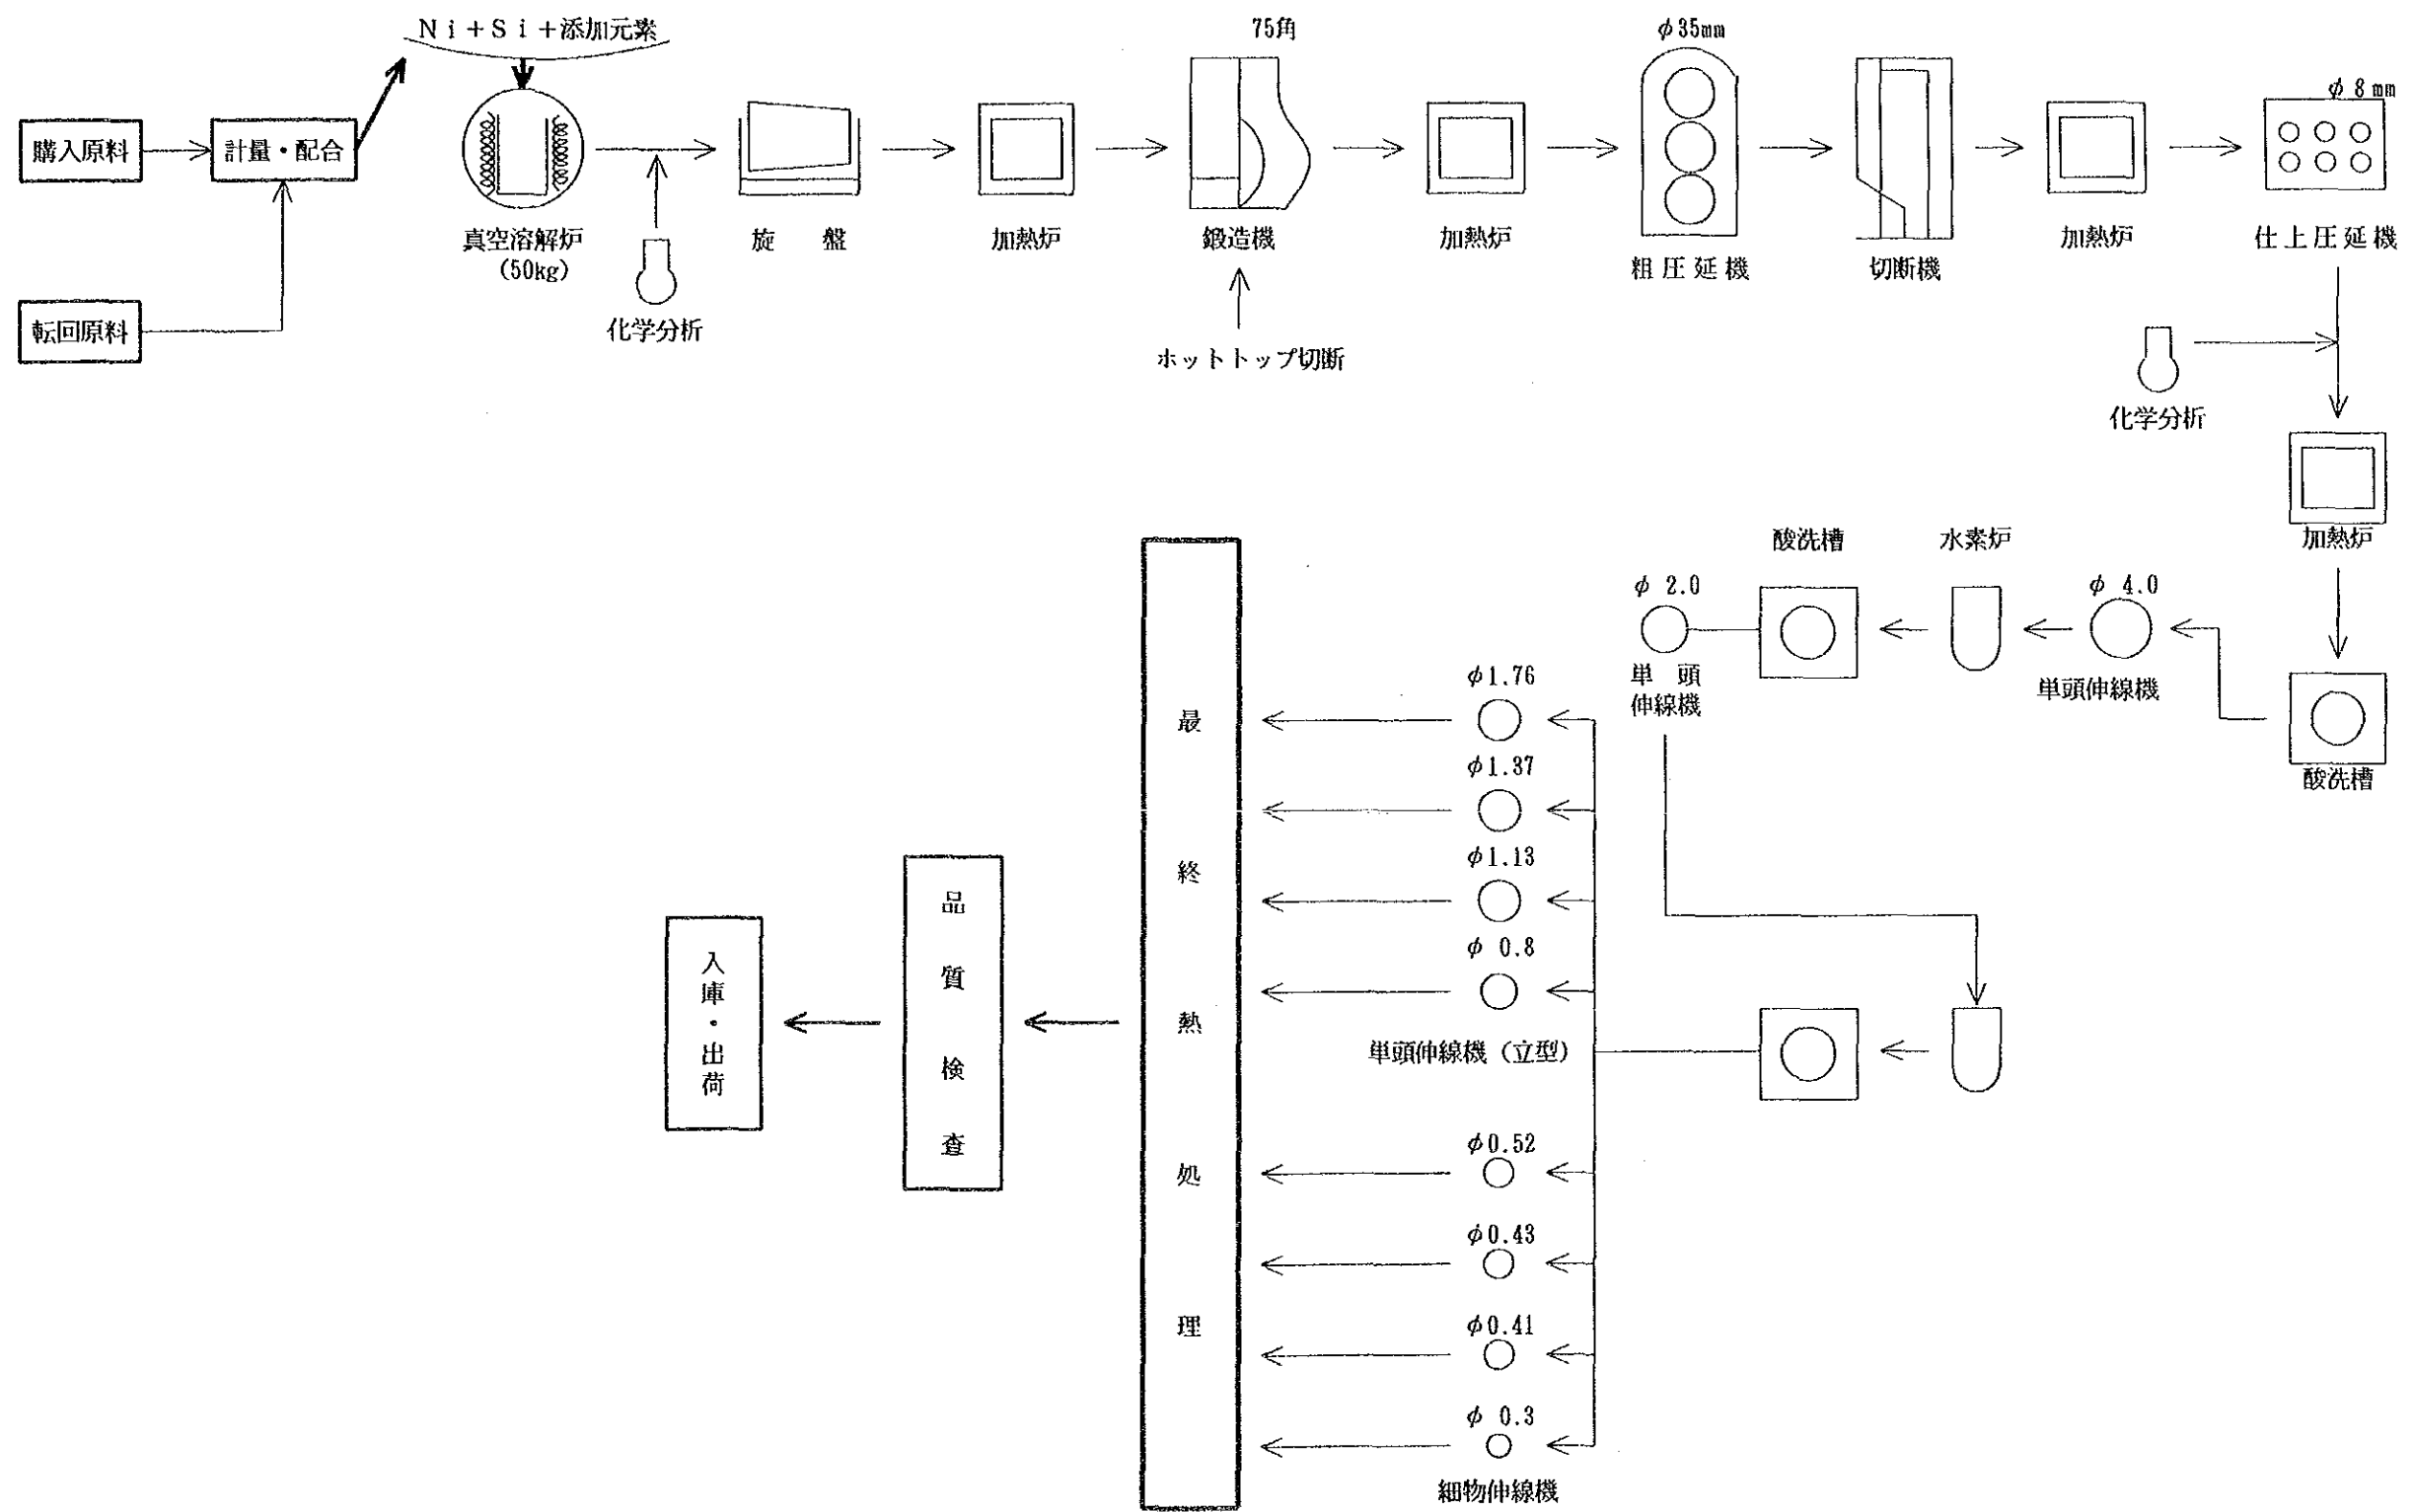 Ｎｉ＋Ｓｉ＋添加元素
75角
φ35mm
φ 8 mm
購入原料
計量・配合
真空溶解炉
(50kg)
化学分析
旋 盤
加熱炉
鍛造機
ホットトップ切断
加熱炉
粗圧延機
切断機
加熱炉
仕上圧延機
転回原料
化学分析
加熱炉
酸洗槽
φ 4.0
単頭伸線機
水素炉
酸洗槽
φ 2.0
単 頭
伸線機
φ1.76
φ1.37
φ1.13
φ 0.8
単頭伸線機（立型）
φ0.52
φ0.43
φ0.41
φ 0.3
細物伸線機
最終熱処理
品質検査
入庫・出荷